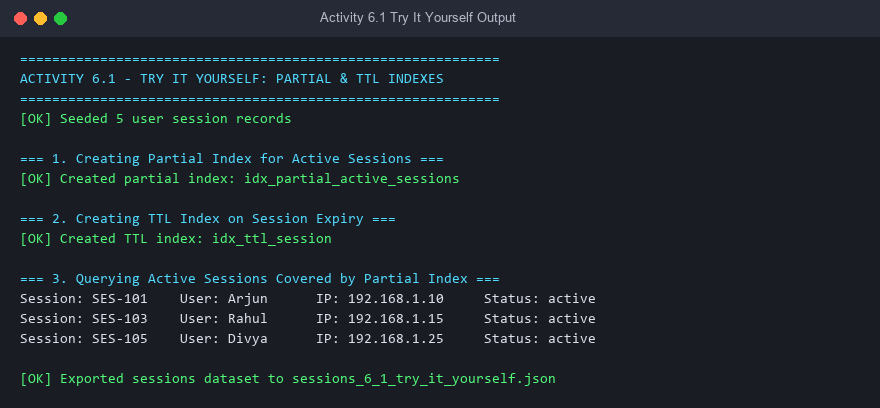 Activity 6.1 Try It Yourself Output
============================================================
ACTIVITY 6.1 - TRY IT YOURSELF: PARTIAL & TTL INDEXES
============================================================
[OK] Seeded 5 user session records
=== 1. Creating Partial Index for Active Sessions ===
[OK] Created partial index: idx_partial_active_sessions
=== 2. Creating TTL Index on Session Expiry ===
[OK] Created TTL index: idx_ttl_session
=== 3. Querying Active Sessions Covered by Partial Index ===
Session: SES-101    User: Arjun      IP: 192.168.1.10     Status: active
Session: SES-103    User: Rahul      IP: 192.168.1.15     Status: active
Session: SES-105    User: Divya      IP: 192.168.1.25     Status: active
[OK] Exported sessions dataset to sessions_6_1_try_it_yourself.json